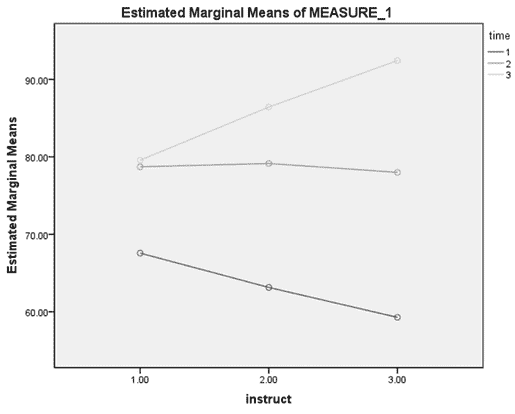 Estimated Marginal Means of MEASURE_1
time
1
2
3
Estimated Marginal Means
90.00
80.00
70.00
60.00
1.00
2.00
3.00
instruct